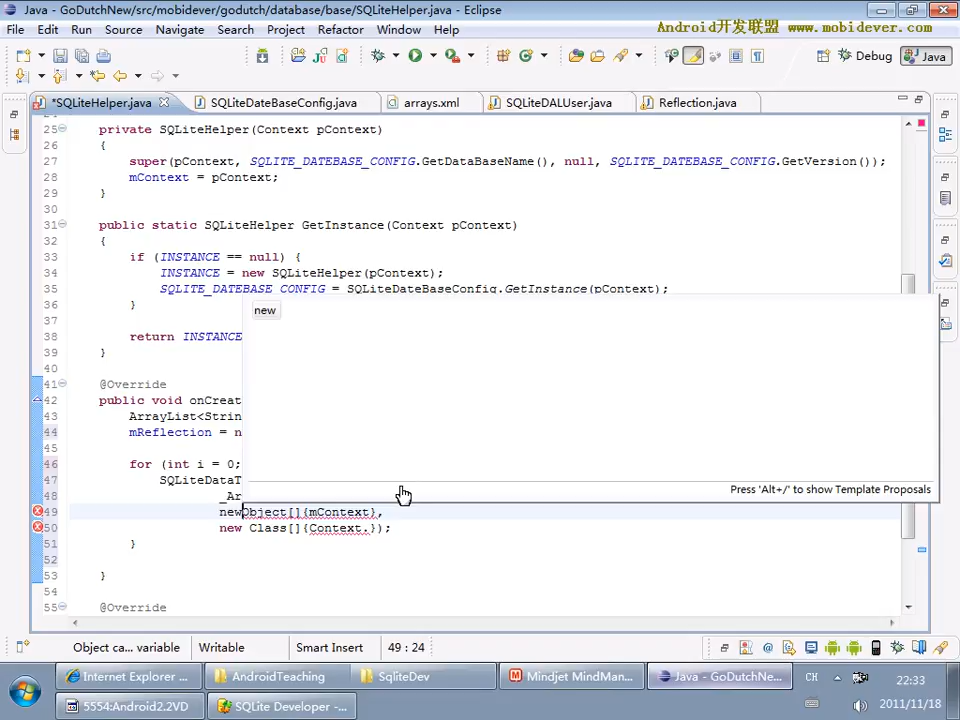 Java - GoDutchNew/src/mobidever/godutch/database/base/SQLiteHelper.java - Eclipse
File Edit Run Source Navigate Search Project Refactor Window Help
Android开发联盟 www.mobidever.com
Debug Java
*SQLiteHelper.java SQLiteDateBaseConfig.java arrays.xml SQLiteDALUser.java Reflection.java
25 private SQLiteHelper(Context pContext)
26 {
27 super(pContext, SQLITE_DATEBASE_CONFIG.GetDataBaseName(), null, SQLITE_DATEBASE_CONFIG.GetVersion());
28 mContext = pContext;
29 }
30
31 public static SQLiteHelper GetInstance(Context pContext)
32 {
33 if (INSTANCE == null) {
34 INSTANCE = new SQLiteHelper(pContext);
35 SQLITE_DATEBASE_CONFIG = SQLiteDateBaseConfig.GetInstance(pContext);
36 }
new
37
38 return INSTANCE
39 }
40
41 @Override
42 public void onCreat
43 ArrayList<Strin
44 mReflection = n
45
46 for (int i = 0;
47 SQLiteDataT
48 _Ar
Press 'Alt+/' to show Template Proposals
49 newObject[]{mContext},
50 new Class[]{Context.});
51 }
52
53 }
54
55 @Override
Object ca... variable Writable Smart Insert 49 : 24
Internet Explorer ... AndroidTeaching SqliteDev Mindjet MindMan... Java - GoDutchNe... CH 22:33
5554:Android2.2VD SQLite Developer -... 2011/11/18